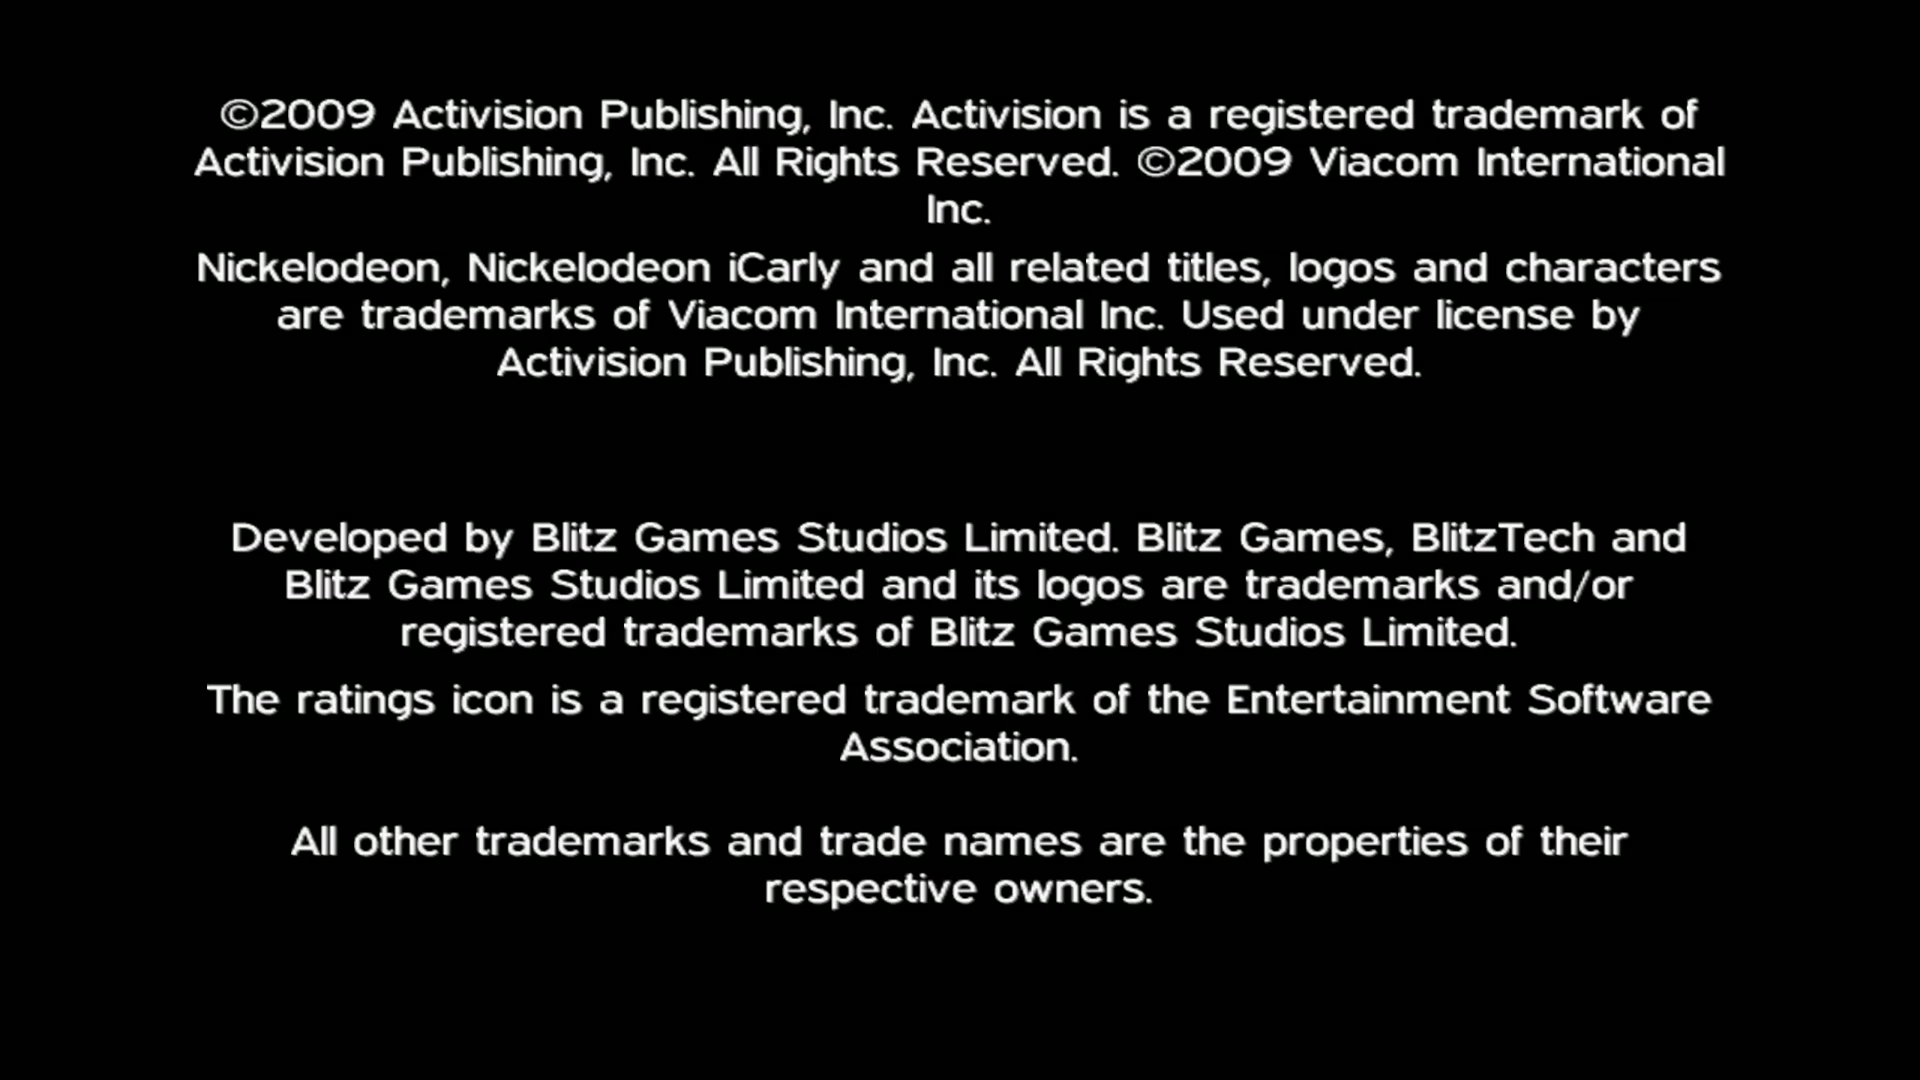 ©2009 Activision Publishing, Inc. Activision is a registered trademark of
Activision Publishing, Inc. All Rights Reserved. ©2009 Viacom International
Inc.
Nickelodeon, Nickelodeon iCarly and all related titles, logos and characters
are trademarks of Viacom International Inc. Used under license by
Activision Publishing, Inc. All Rights Reserved.
Developed by Blitz Games Studios Limited. Blitz Games, BlitzTech and
Blitz Games Studios Limited and its logos are trademarks and/or
registered trademarks of Blitz Games Studios Limited.
The ratings icon is a registered trademark of the Entertainment Software
Association.
All other trademarks and trade names are the properties of their
respective owners.